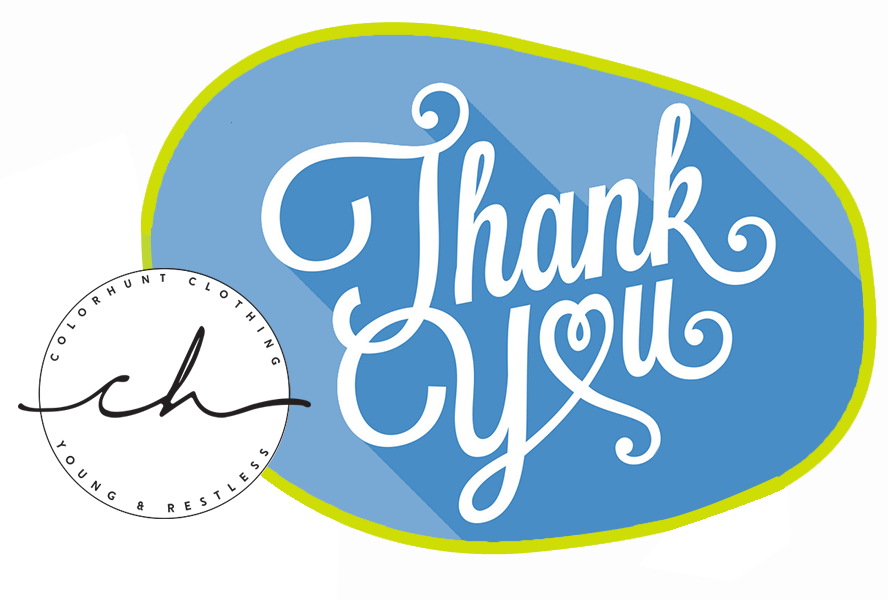 Thank
You
COLORHUNT CLOTHING
ch
YOUNG & RESTLESS